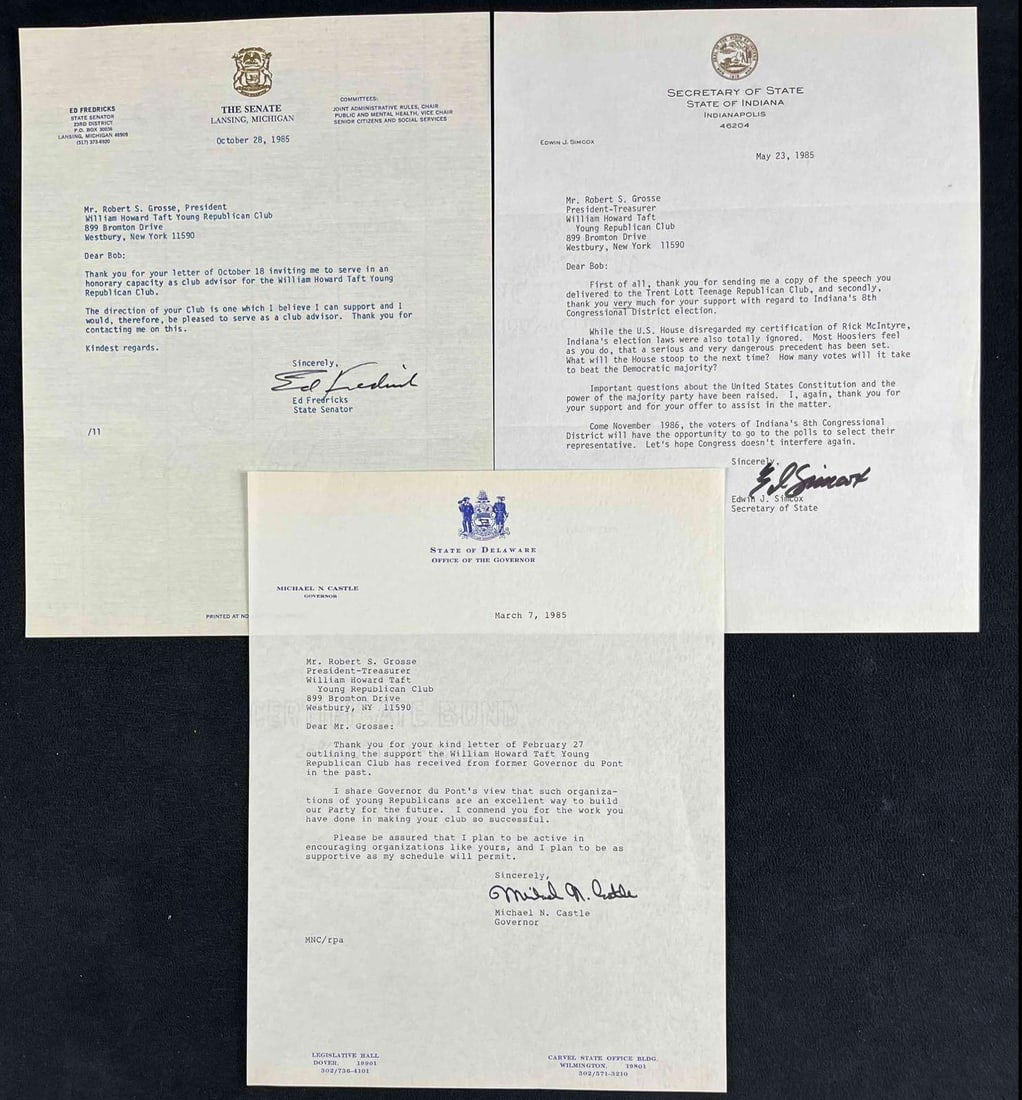 ED FREDRICKS
STATE SENATOR
23RD DISTRICT
P.O. BOX 30036
LANSING, MICHIGAN 48909
(517) 373-6920
THE SENATE
LANSING, MICHIGAN
COMMITTEES:
JOINT ADMINISTRATIVE RULES, CHAIR
PUBLIC AND MENTAL HEALTH, VICE CHAIR
SENIOR CITIZENS AND SOCIAL SERVICES
October 28, 1985
Mr. Robert S. Grosse, President
William Howard Taft Young Republican Club
899 Bromton Drive
Westbury, New York 11590
Dear Bob:
Thank you for your letter of October 18 inviting me to serve in an
honorary capacity as club advisor for the William Howard Taft Young
Republican Club.
The direction of your Club is one which I believe I can support and I
would, therefore, be pleased to serve as a club advisor. Thank you for
contacting me on this.
Kindest regards.
Sincerely,
Ed Fredricks
Ed Fredricks
State Senator
/11
PRINTED AT NO
SECRETARY OF STATE
STATE OF INDIANA
INDIANAPOLIS
46204
EDWIN J. SIMCOX
May 23, 1985
Mr. Robert S. Grosse
President-Treasurer
William Howard Taft
Young Republican Club
899 Bromton Drive
Westbury, New York 11590
Dear Bob:
First of all, thank you for sending me a copy of the speech you
delivered to the Trent Lott Teenage Republican Club, and secondly,
thank you very much for your support with regard to Indiana's 8th
Congressional District election.
While the U.S. House disregarded my certification of Rick McIntyre,
Indiana's election laws were also totally ignored. Most Hoosiers feel
as you do, that a serious and very dangerous precedent has been set.
What will the House stoop to the next time? How many votes will it take
to beat the Democratic majority?
Important questions about the United States Constitution and the
power of the majority party have been raised. I, again, thank you for
your support and for your offer to assist in the matter.
Come November 1986, the voters of Indiana's 8th Congressional
District will have the opportunity to go to the polls to select their
representative. Let's hope Congress doesn't interfere again.
Sincerely,
Ed Simcox
Edwin J. Simcox
Secretary of State
STATE OF DELAWARE
OFFICE OF THE GOVERNOR
MICHAEL N. CASTLE
GOVERNOR
March 7, 1985
Mr. Robert S. Grosse
President-Treasurer
William Howard Taft
Young Republican Club
899 Bromton Drive
Westbury, NY 11590
Dear Mr. Grosse:
Thank you for your kind letter of February 27
outlining the support the William Howard Taft Young
Republican Club has received from former Governor du Pont
in the past.
I share Governor du Pont's view that such organiza-
tions of young Republicans are an excellent way to build
our Party for the future. I commend you for the work you
have done in making your club so successful.
Please be assured that I plan to be active in
encouraging organizations like yours, and I plan to be as
supportive as my schedule will permit.
Sincerely,
Michael N. Castle
Michael N. Castle
Governor
MNC/rpa
LEGISLATIVE HALL
DOVER, 19901
302/736-4101
CARVEL STATE OFFICE BLDG.
WILMINGTON, 19801
302/571-3210